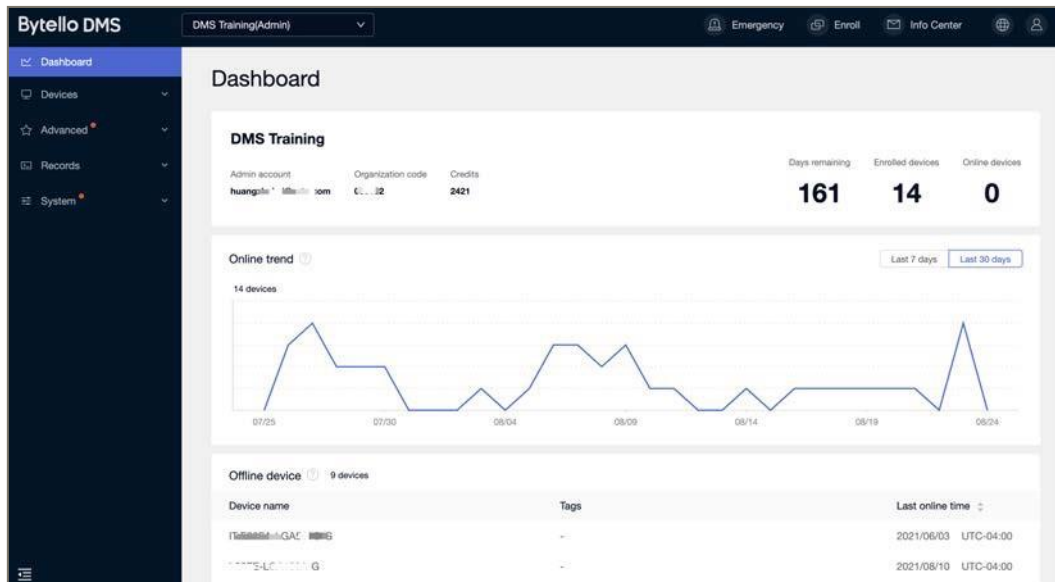 Bytello DMS
DMS Training(Admin)
Emergency
Enroll
Info Center
Dashboard
Devices
Advanced
Records
System
Dashboard
DMS Training
Admin account Organization code Credits
2421
Days remaining Enrolled devices Online devices
161 14 0
Online trend
Last 7 days Last 30 days
14 devices
07/25 07/30 08/04 08/09 08/14 08/19 08/24
Offline device 9 devices
Device name Tags Last online time
- 2021/06/03 UTC-04:00
- 2021/08/10 UTC-04:00